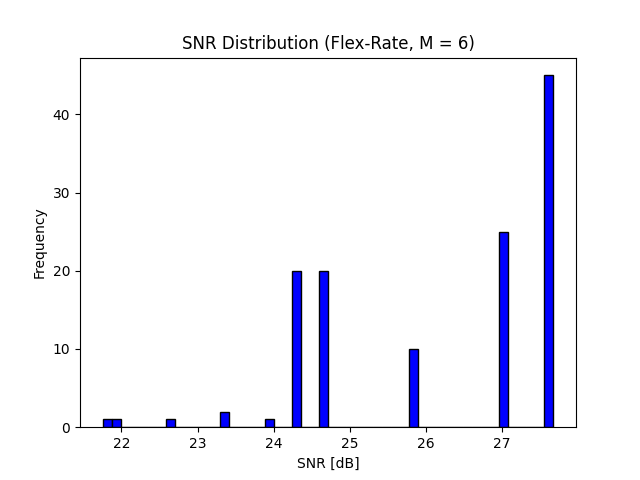 SNR Distribution (Flex-Rate, M = 6)
40
30
20
10
0
Frequency
22 23 24 25 26 27
SNR [dB]